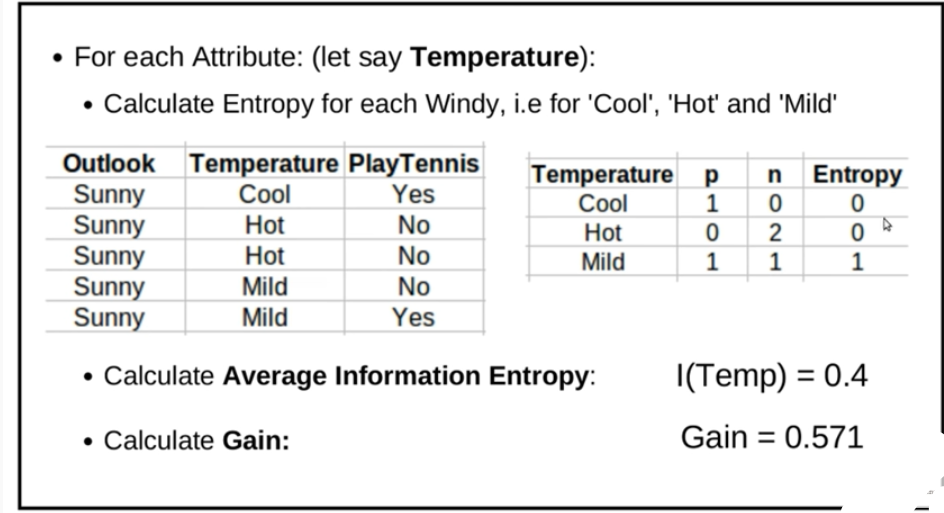 • For each Attribute: (let say Temperature):
• Calculate Entropy for each Windy, i.e for 'Cool', 'Hot' and 'Mild'
Outlook Temperature PlayTennis
Sunny Cool Yes
Sunny Hot No
Sunny Hot No
Sunny Mild No
Sunny Mild Yes
Temperature p n Entropy
Cool 1 0 0
Hot 0 2 0
Mild 1 1 1
• Calculate Average Information Entropy: I(Temp) = 0.4
• Calculate Gain: Gain = 0.571